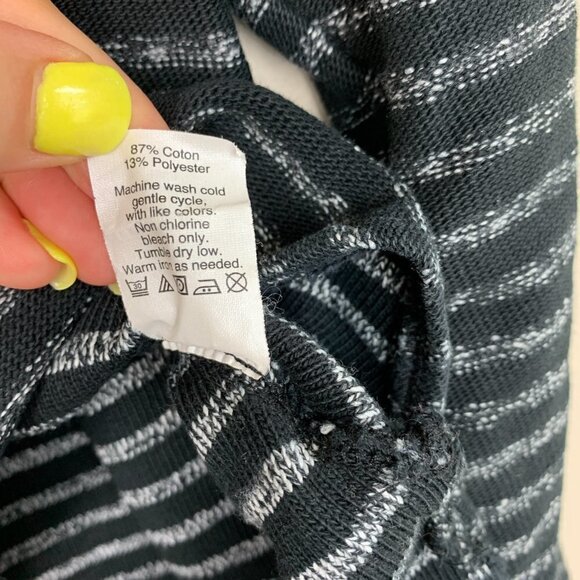 87% Coton
13% Polyester
Machine wash cold
gentle cycle,
with like colors.
Non chlorine
bleach only.
Tumble dry low.
Warm iron as needed.
30